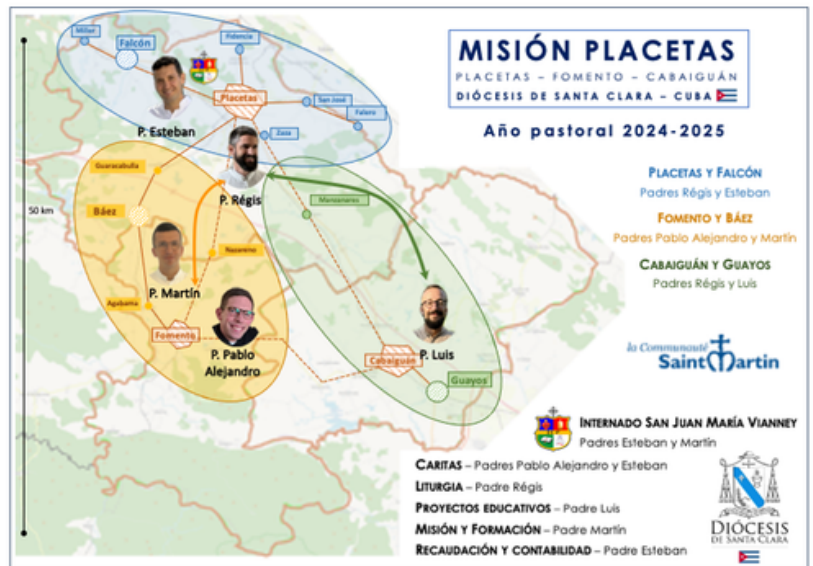 MISIÓN PLACETAS
PLACETAS – FOMENTO – CABAIGUÁN
DIÓCESIS DE SANTA CLARA – CUBA
Año pastoral 2024-2025
PLACETAS Y FALCÓN
Padres Régis y Esteban
FOMENTO Y BÁEZ
Padres Pablo Alejandro y Martín
CABAIGUÁN Y GUAYOS
Padres Régis y Luis
la Communauté
Saint Martin
INTERNADO SAN JUAN MARÍA VIANNEY
Padres Esteban y Martín
CARITAS – Padres Pablo Alejandro y Esteban
LITURGIA – Padre Régis
PROYECTOS EDUCATIVOS – Padre Luis
MISIÓN Y FORMACIÓN – Padre Martín
RECAUDACIÓN Y CONTABILIDAD – Padre Esteban
DIÓCESIS
DE SANTA CLARA
Falcón
Fidencia
Placetas
San José
Falero
Zaza
P. Esteban
P. Régis
Guaracabulla
Báez
50 km
Manzanares
Nazareno
P. Martín
Agabama
Fomento
P. Pablo
Alejandro
Cabaiguán
P. Luis
Guayos